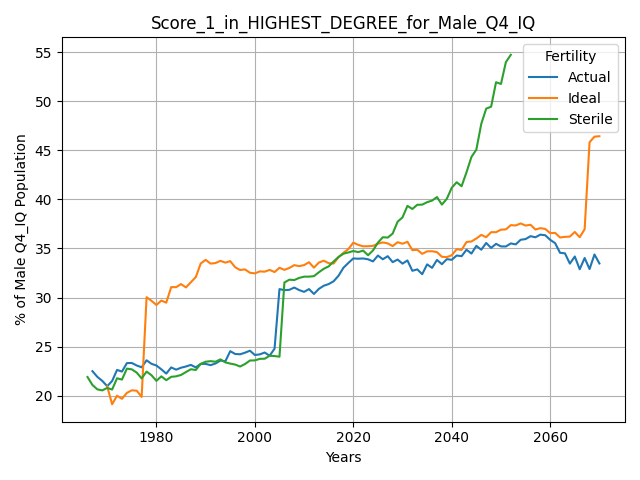 Score_1_in_HIGHEST_DEGREE_for_Male_Q4_IQ
% of Male Q4_IQ Population
55
50
45
40
35
30
25
20
Fertility
Actual
Ideal
Sterile
1980
2000
2020
2040
2060
Years